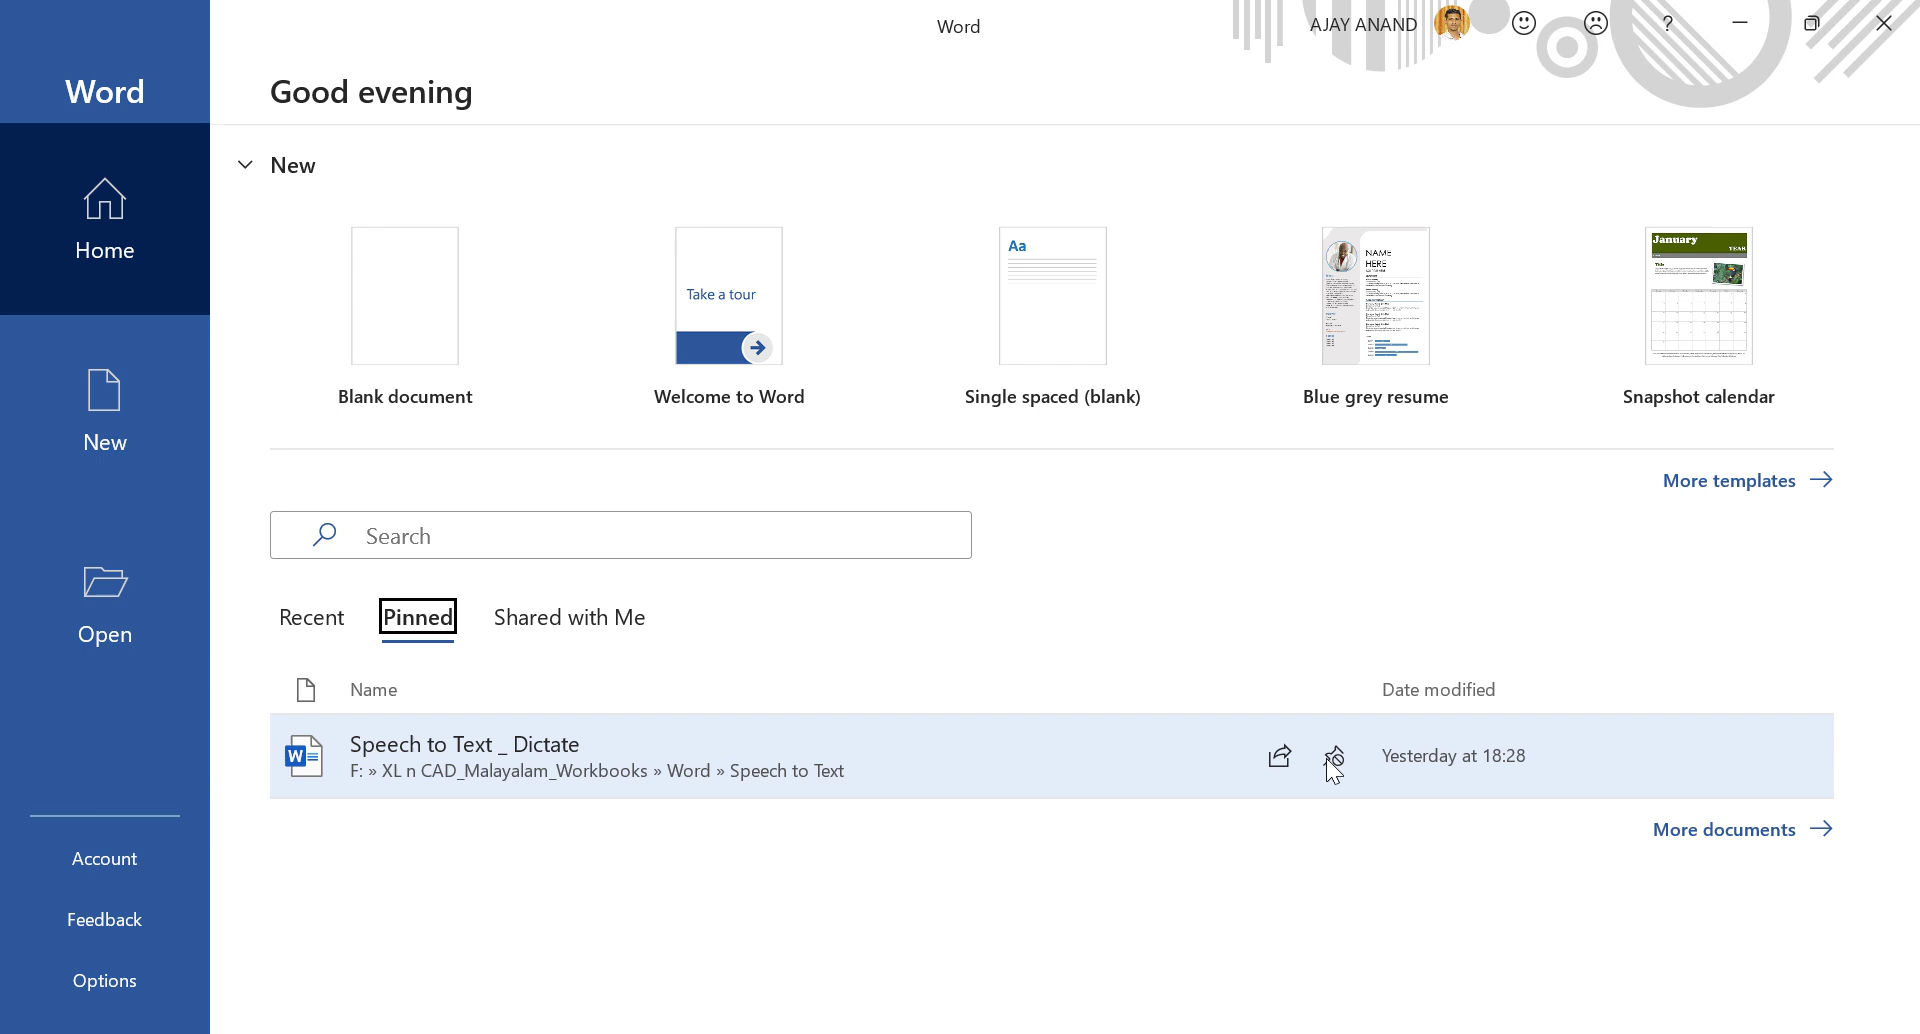 Word
AJAY ANAND
?
Word
Good evening
Home
New
Open
Account
Feedback
Options
New
Take a tour
Aa
NAME
HERE
January
YEAR
Title
Blank document
Welcome to Word
Single spaced (blank)
Blue grey resume
Snapshot calendar
More templates
Search
Recent
Pinned
Shared with Me
Name
Date modified
W
Speech to Text _ Dictate
F: » XL n CAD_Malayalam_Workbooks » Word » Speech to Text
Yesterday at 18:28
More documents